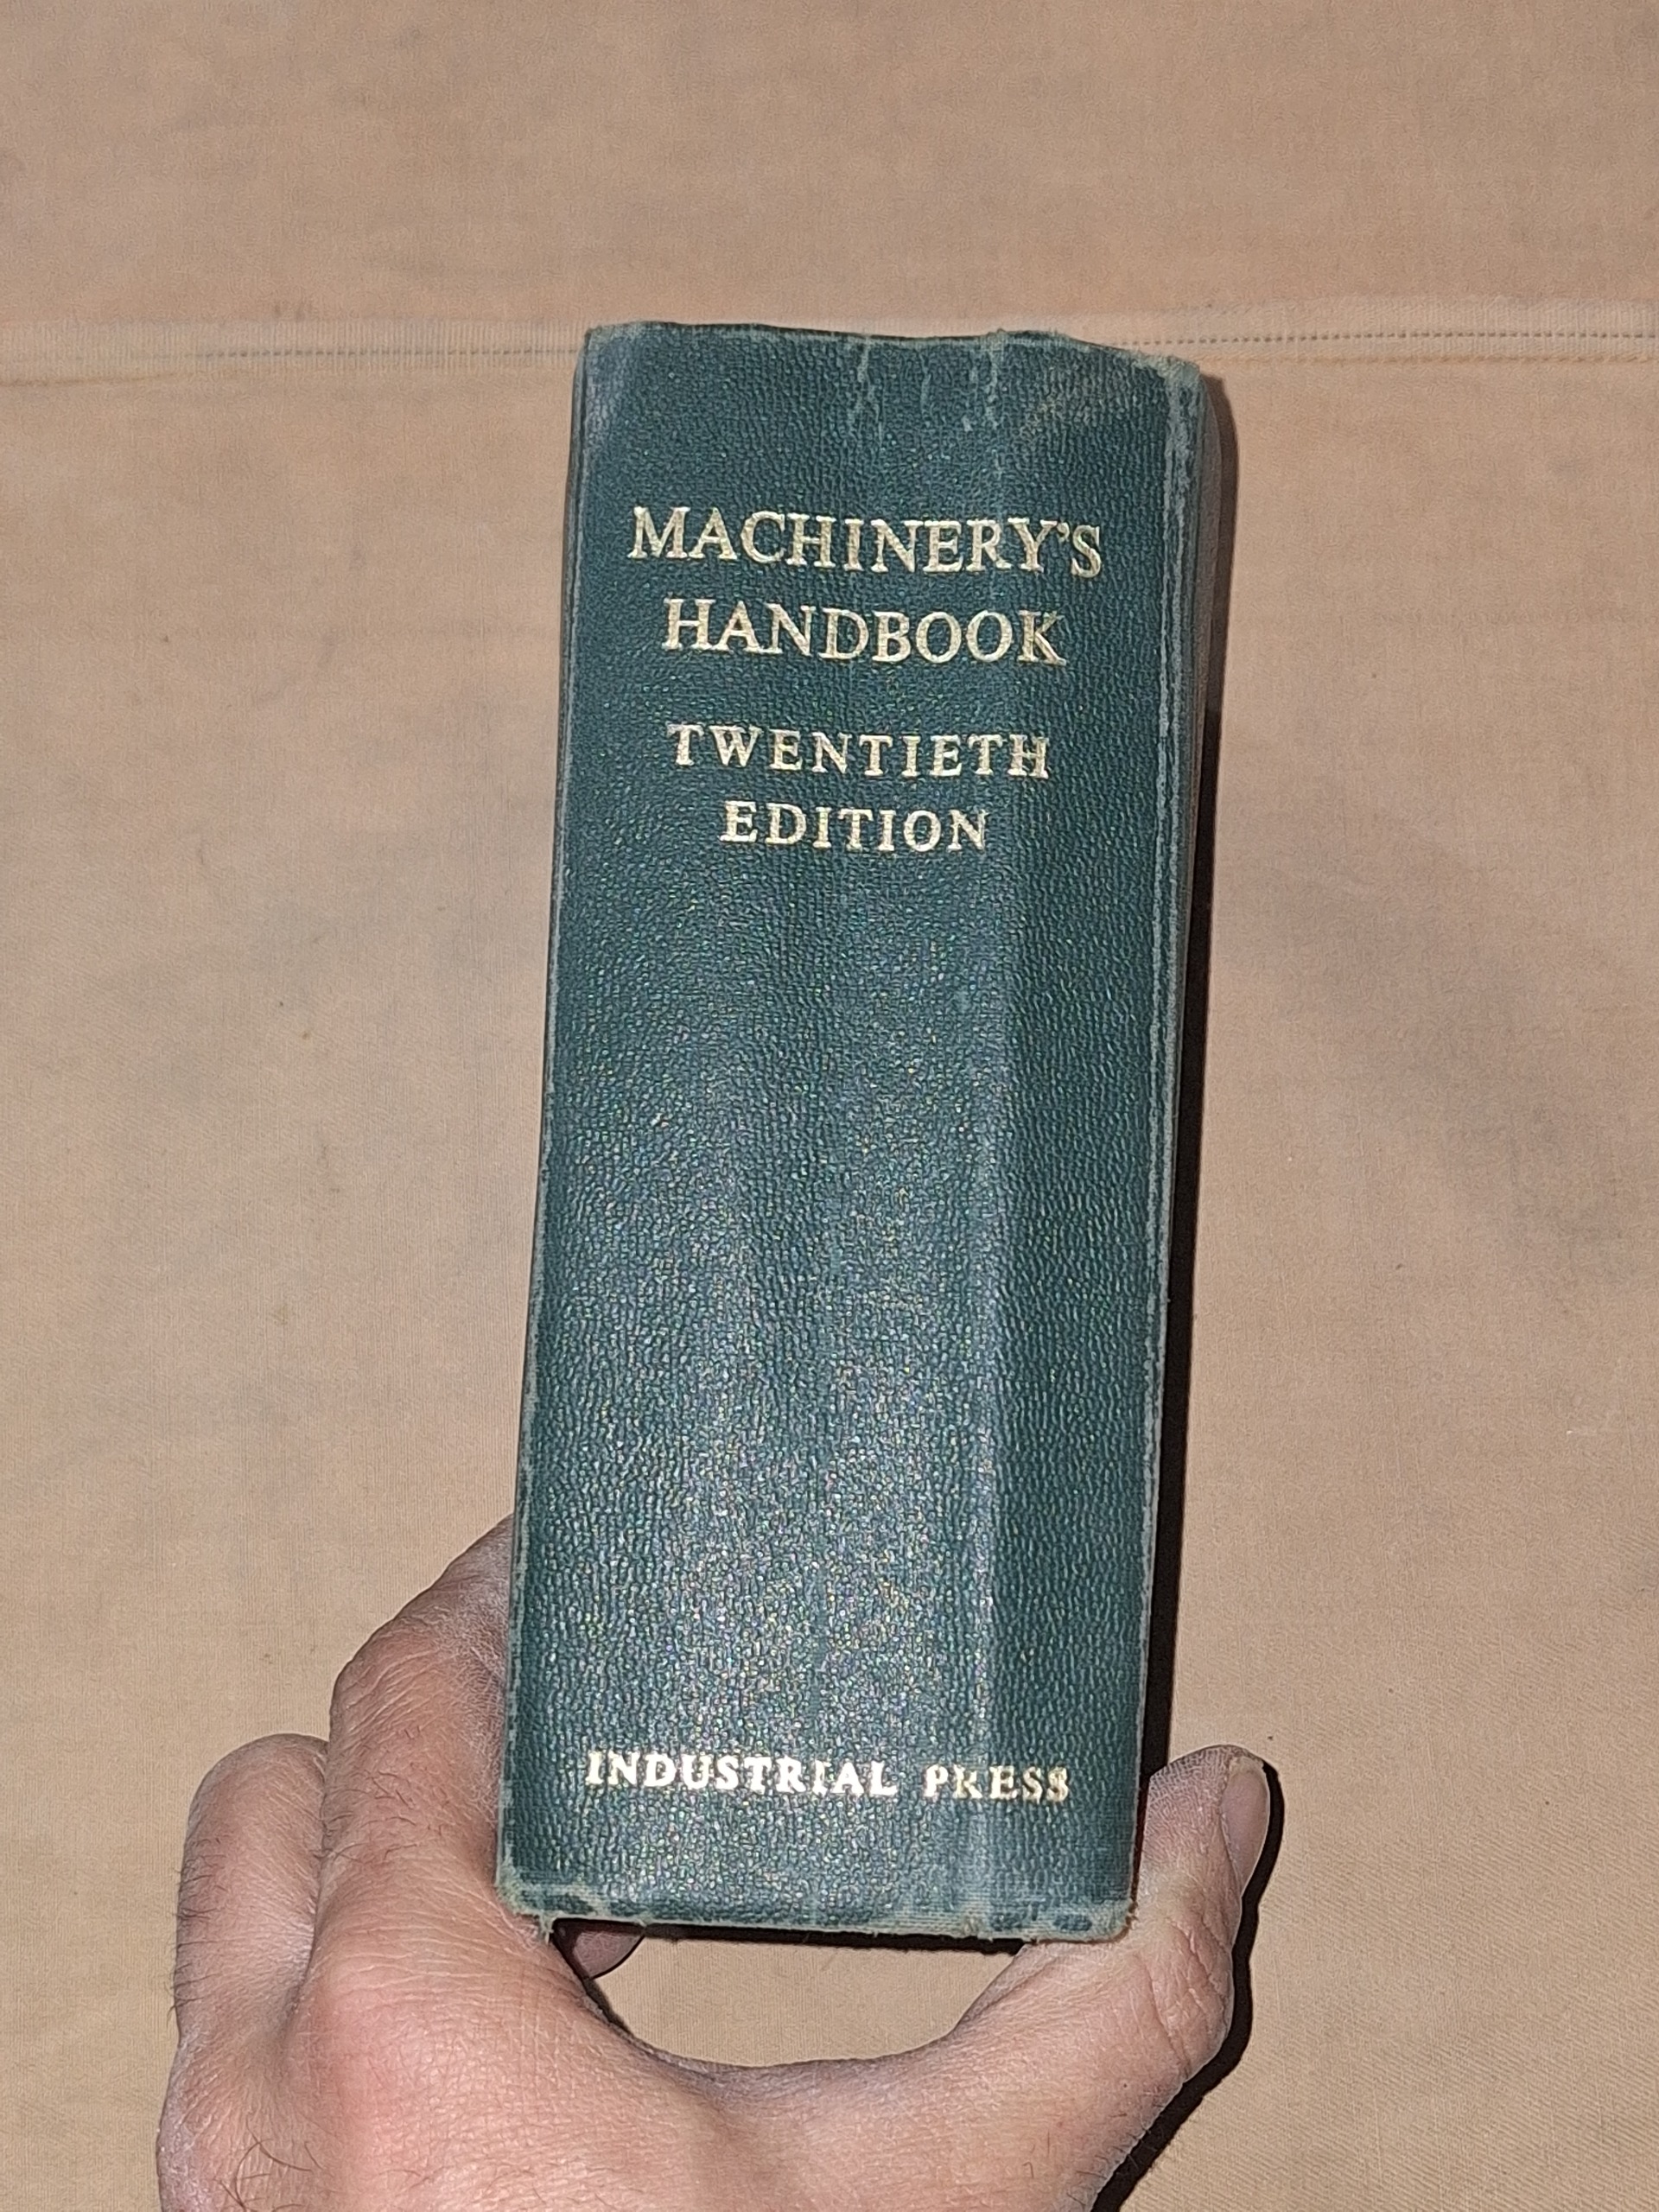 MACHINERY'S
HANDBOOK
TWENTIETH
EDITION
INDUSTRIAL PRESS